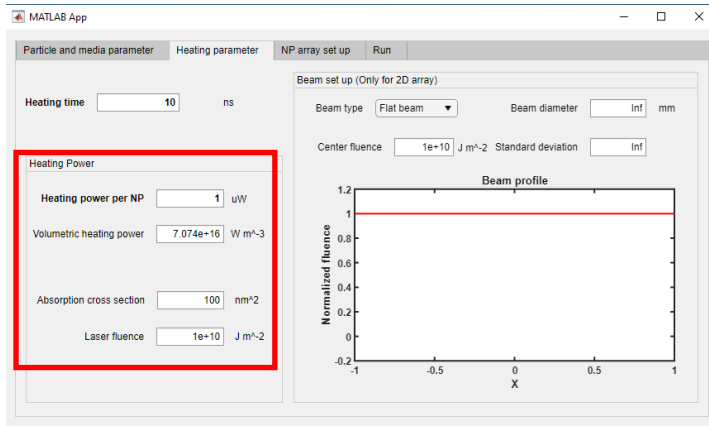 MATLAB App
Particle and media parameter Heating parameter NP array set up Run
Heating time 10 ns
Heating Power
Heating power per NP 1 uW
Volumetric heating power 7.074e+16 W m^-3
Absorption cross section 100 nm^2
Laser fluence 1e+10 J m^-2
Beam set up (Only for 2D array)
Beam type Flat beam Beam diameter Inf mm
Center fluence 1e+10 J m^-2 Standard deviation Inf
Beam profile
Normalized fluence
1.2
1
0.8
0.6
0.4
0.2
0
-0.2
-1 -0.5 0 0.5 1
X